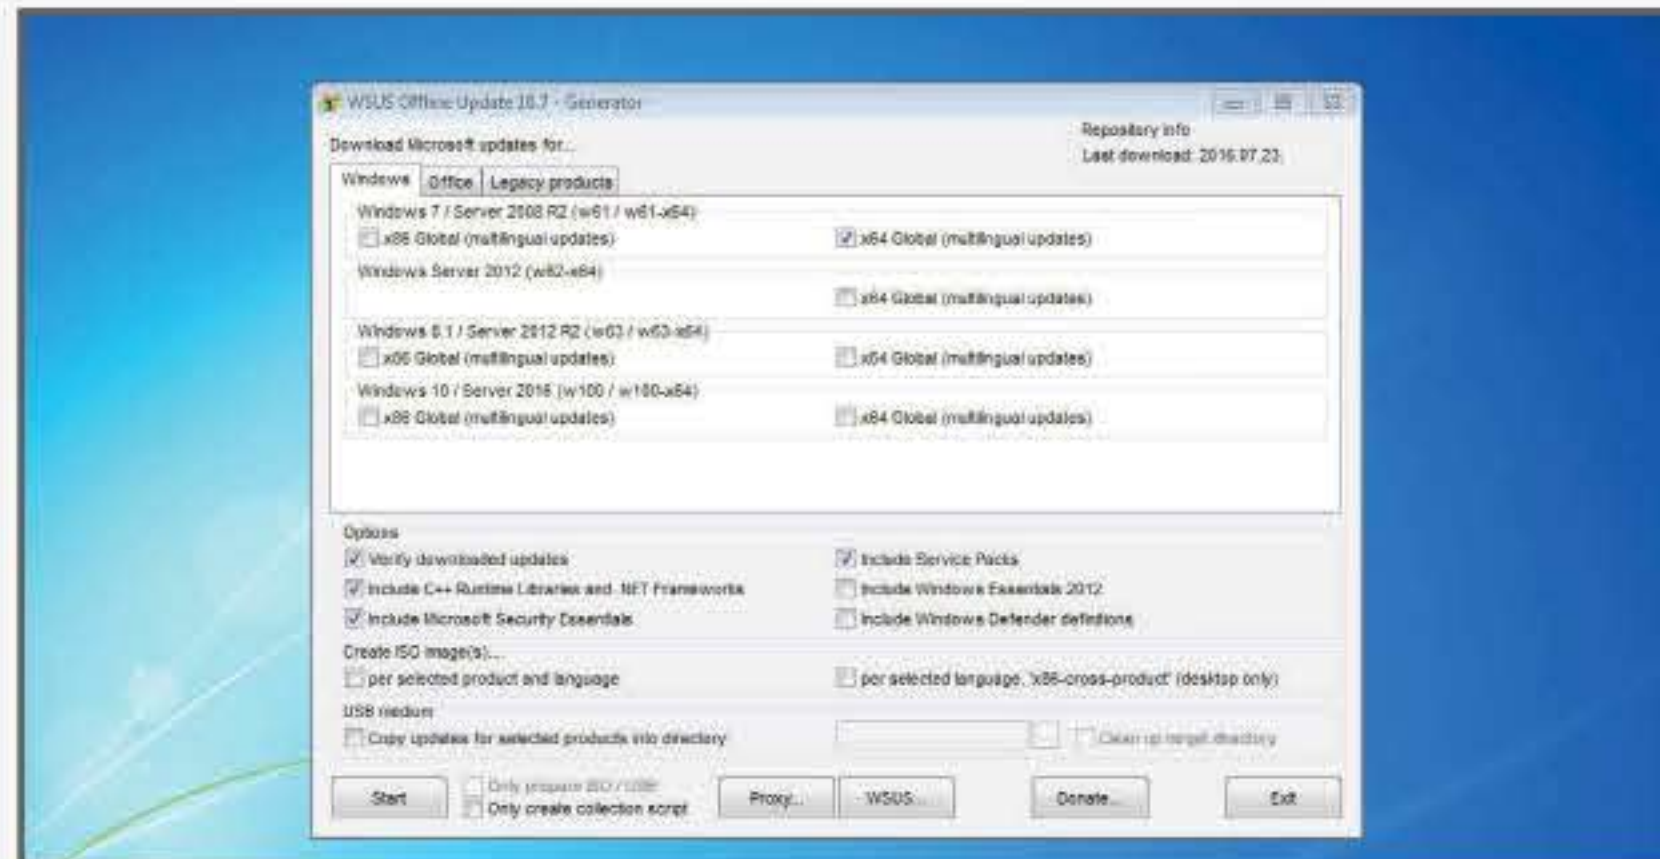 WSUS Offline Update 10.7 - Generator
Download Microsoft updates for...
Repository info
Last download: 2016.07.23.
Windows Office Legacy products
Windows 7 / Server 2008 R2 (w61 / w61-x64)
x86 Global (multilingual updates) x64 Global (multilingual updates)
Windows Server 2012 (w62-x64)
x64 Global (multilingual updates)
Windows 8.1 / Server 2012 R2 (w63 / w63-x64)
x86 Global (multilingual updates) x64 Global (multilingual updates)
Windows 10 / Server 2016 (w100 / w100-x64)
x86 Global (multilingual updates) x64 Global (multilingual updates)
Options
Verify downloaded updates Include Service Packs
Include C++ Runtime Libraries and .NET Frameworks Include Windows Essentials 2012
Include Microsoft Security Essentials Include Windows Defender definitions
Create ISO image(s)...
per selected product and language per selected language, 'x86-cross-product' (desktop only)
USB medium
Copy updates for selected products into directory Clean up target directory
Only prepare ISO / USB
Start Only create collection script Proxy... WSUS... Donate... Exit